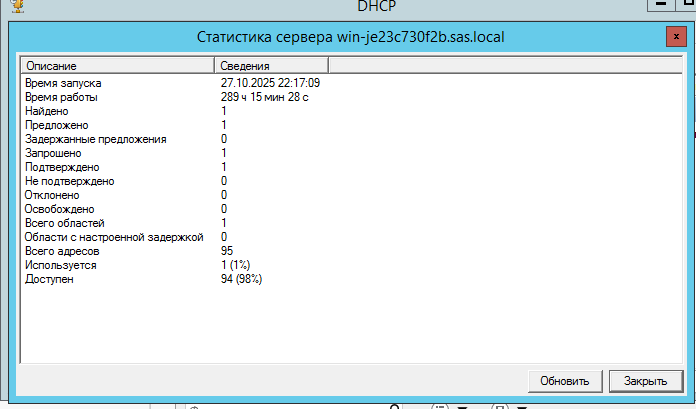 DHCP
Статистика сервера win-je23c730f2b.sas.local
x
Описание Сведения
Время запуска 27.10.2025 22:17:09
Время работы 289 ч 15 мин 28 с
Найдено 1
Предложено 1
Задержанные предложения 0
Запрошено 1
Подтверждено 1
Не подтверждено 0
Отклонено 0
Освобождено 0
Всего областей 1
Области с настроенной задержкой 0
Всего адресов 95
Используется 1 (1%)
Доступен 94 (98%)
Обновить Закрыть